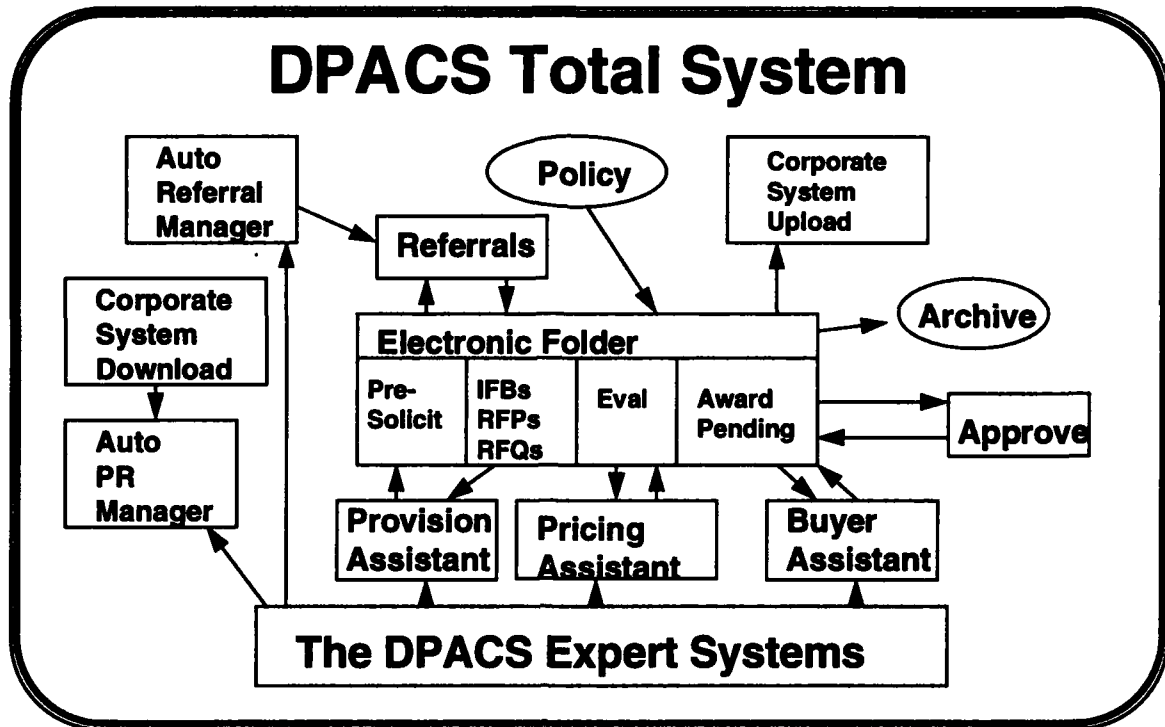 DPACS Total System
Auto
Referral
Manager
Policy
Corporate
System
Upload
Referrals
Corporate
System
Download
Archive
Electronic Folder
Pre-
Solicit
IFBs
RFPs
RFQs
Eval
Award
Pending
Approve
Auto
PR
Manager
Provision
Assistant
Pricing
Assistant
Buyer
Assistant
The DPACS Expert Systems